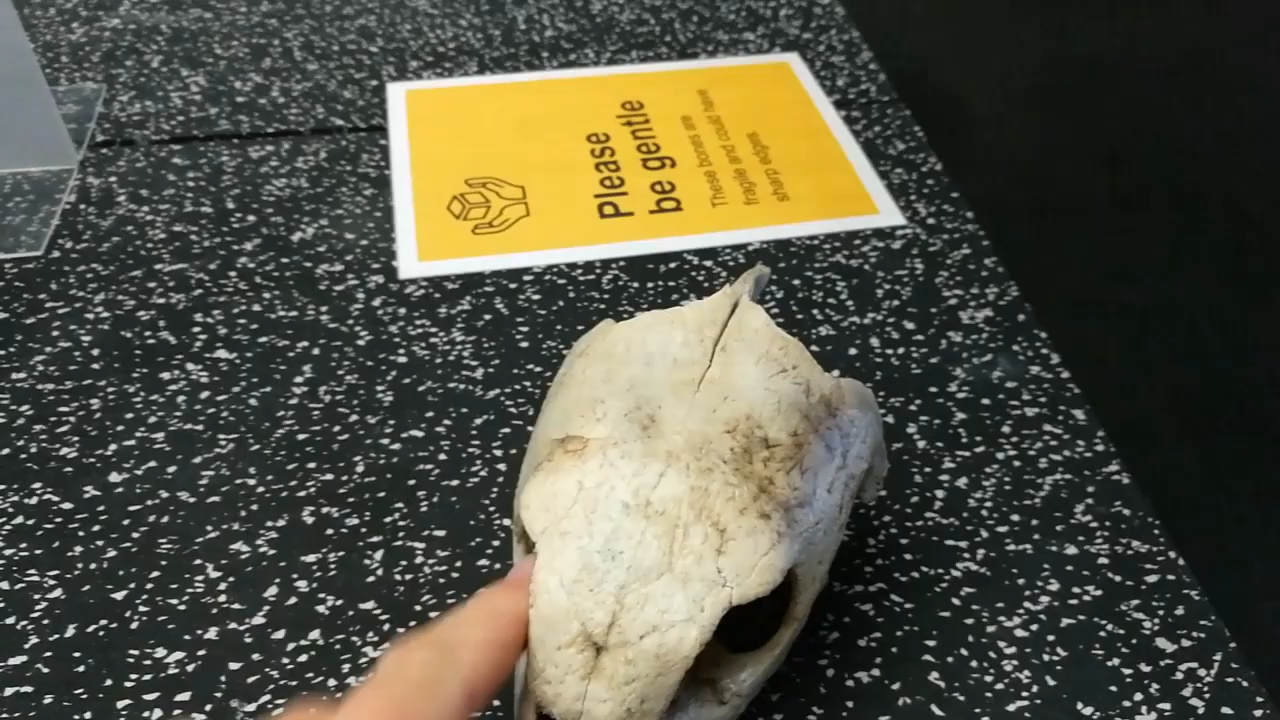 Please
be gentle
These bones are
fragile and could have
sharp edges